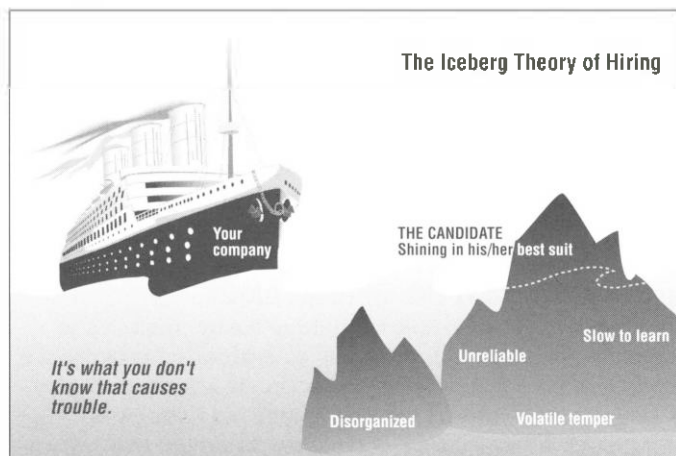 The Iceberg Theory of Hiring
Your
company
THE CANDIDATE
Shining in his/her best suit
It's what you don't
know that causes
trouble.
Unreliable
Slow to learn
Disorganized
Volatile temper